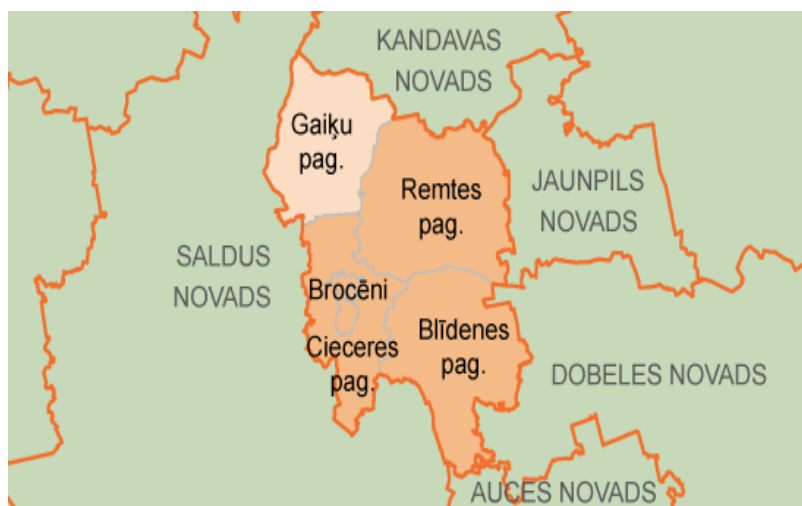 KANDAVAS
NOVADS
Gaiķu
pag.
Remtes
pag.
JAUNPILS
NOVADS
SALDUS
NOVADS
Brocēni
Cieceres
pag.
Blīdenes
pag.
DOBELES NOVADS
AUCES NOVADS